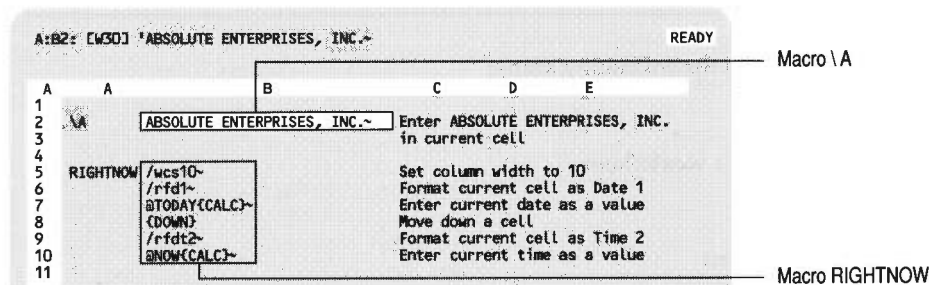 A:B2: [W30] 'ABSOLUTE ENTERPRISES, INC.~ READY
Macro \A
A A B C D E
1
2 \A ABSOLUTE ENTERPRISES, INC.~ Enter ABSOLUTE ENTERPRISES, INC.
3 in current cell
4
5 RIGHTNOW /wcs10~ Set column width to 10
6 /rfd1~ Format current cell as Date 1
7 @TODAY{CALC}~ Enter current date as a value
8 {DOWN} Move down a cell
9 /rfdt2~ Format current cell as Time 2
10 @NOW{CALC}~ Enter current time as a value
11
Macro RIGHTNOW